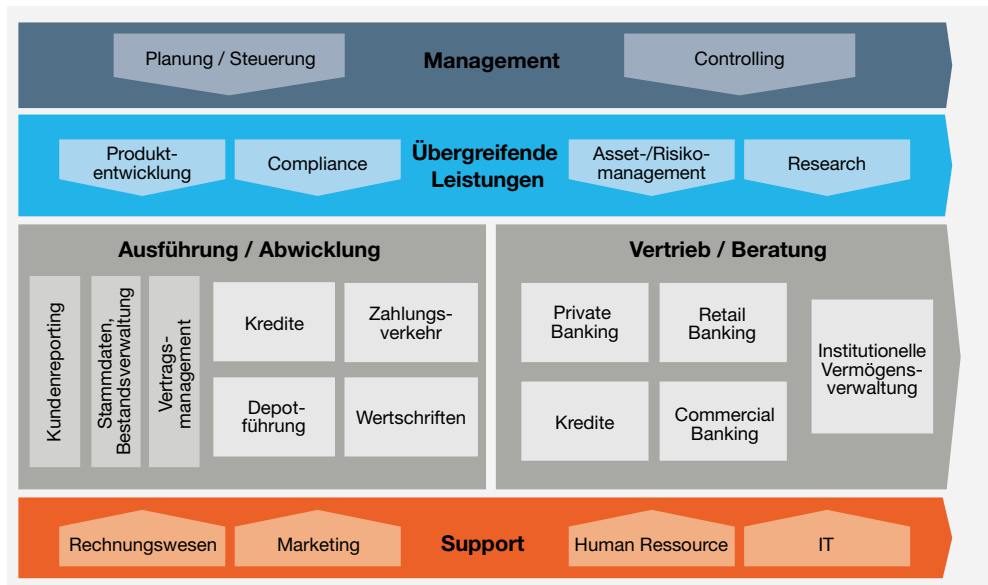 Planung / Steuerung
Management
Controlling
Produkt-
entwicklung
Compliance
Übergreifende
Leistungen
Asset-/Risiko-
management
Research
Ausführung / Abwicklung
Kundenreporting
Stammdaten,
Bestandsverwaltung
Vertrags-
management
Kredite
Zahlungs-
verkehr
Depot-
führung
Wertschriften
Vertrieb / Beratung
Private
Banking
Retail
Banking
Kredite
Commercial
Banking
Institutionelle
Vermögens-
verwaltung
Rechnungswesen
Marketing
Support
Human Ressource
IT